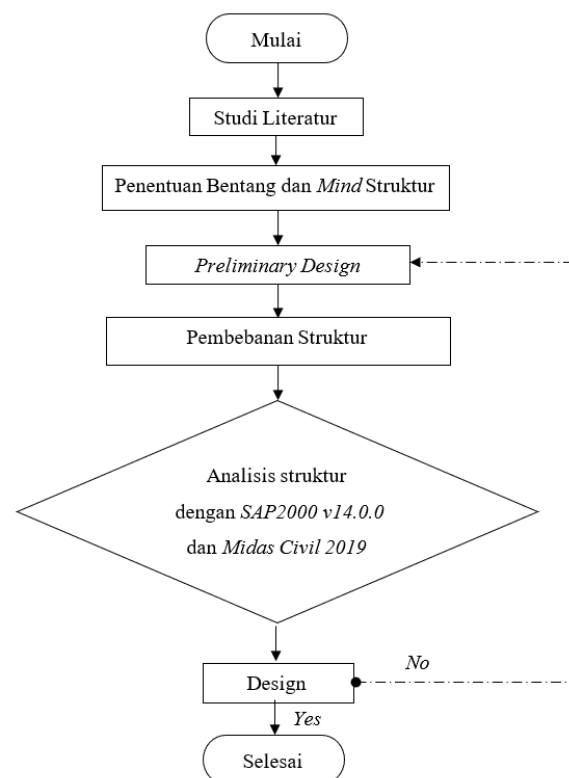 Mulai
Studi Literatur
Penentuan Bentang dan Mind Struktur
Preliminary Design
Pembebanan Struktur
Analisis struktur
dengan SAP2000 v14.0.0
dan Midas Civil 2019
No
Design
Yes
Selesai